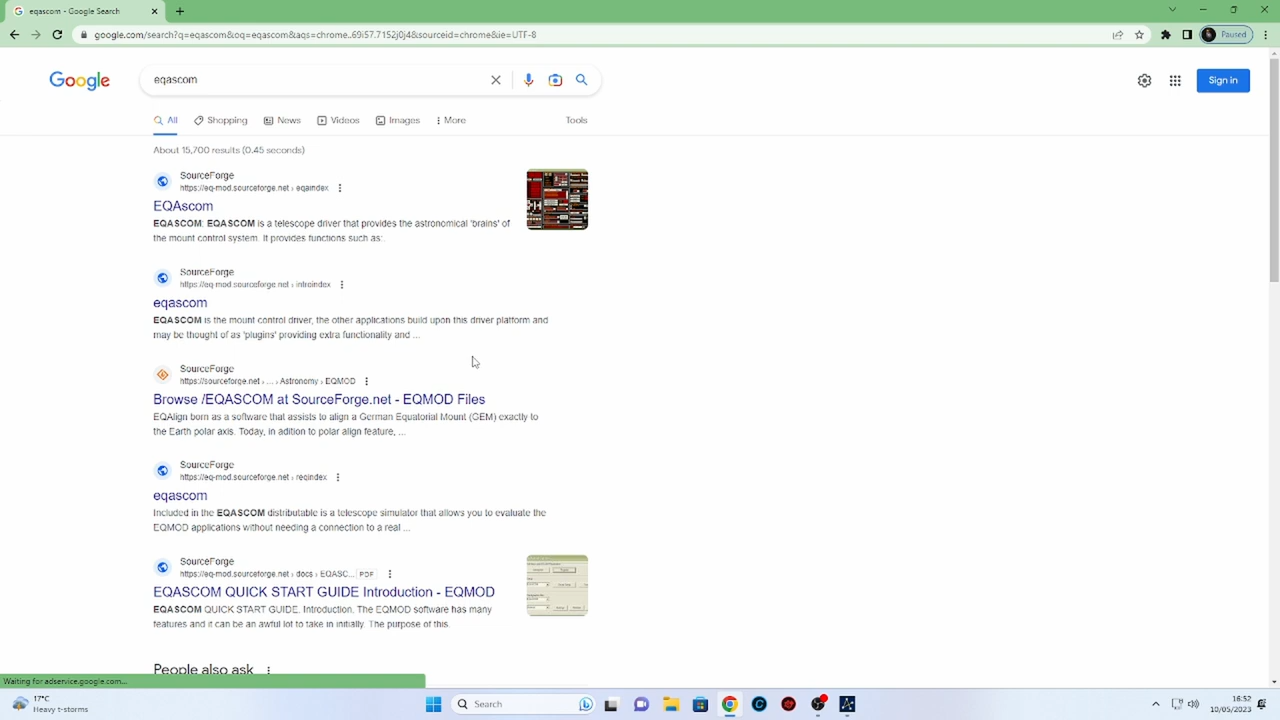 eqascom - Google Search
google.com/search?q=eqascom&oq=eqascom&aqs=chrome..69i57.7152j0j4&sourceid=chrome&ie=UTF-8
Paused
Google
eqascom
Sign in
All
Shopping
News
Videos
Images
More
Tools
About 15,700 results (0.45 seconds)
SourceForge
https://eq-mod.sourceforge.net › eqaindex
EQAscom
EQASCOM: EQASCOM is a telescope driver that provides the astronomical 'brains' of
the mount control system. It provides functions such as:.
SourceForge
https://eq-mod.sourceforge.net › introindex
eqascom
EQASCOM is the mount control driver, the other applications build upon this driver platform and
may be thought of as 'plugins' providing extra functionality and ...
SourceForge
https://sourceforge.net › ... › Astronomy › EQMOD
Browse /EQASCOM at SourceForge.net - EQMOD Files
EQAlign born as a software that assists to align a German Equatorial Mount (GEM) exactly to
the Earth polar axis. Today, in adition to polar align feature, ...
SourceForge
https://eq-mod.sourceforge.net › reqindex
eqascom
Included in the EQASCOM distributable is a telescope simulator that allows you to evaluate the
EQMOD applications without needing a connection to a real ...
SourceForge
https://eq-mod.sourceforge.net › docs › EQASC... PDF
EQASCOM QUICK START GUIDE Introduction - EQMOD
EQASCOM QUICK START GUIDE. Introduction. The EQMOD software has many
features and it can be an awful lot to take in initially. The purpose of this.
People also ask
Waiting for adservice.google.com...
17°C
Heavy t-storms
Search
16:52
10/05/2023